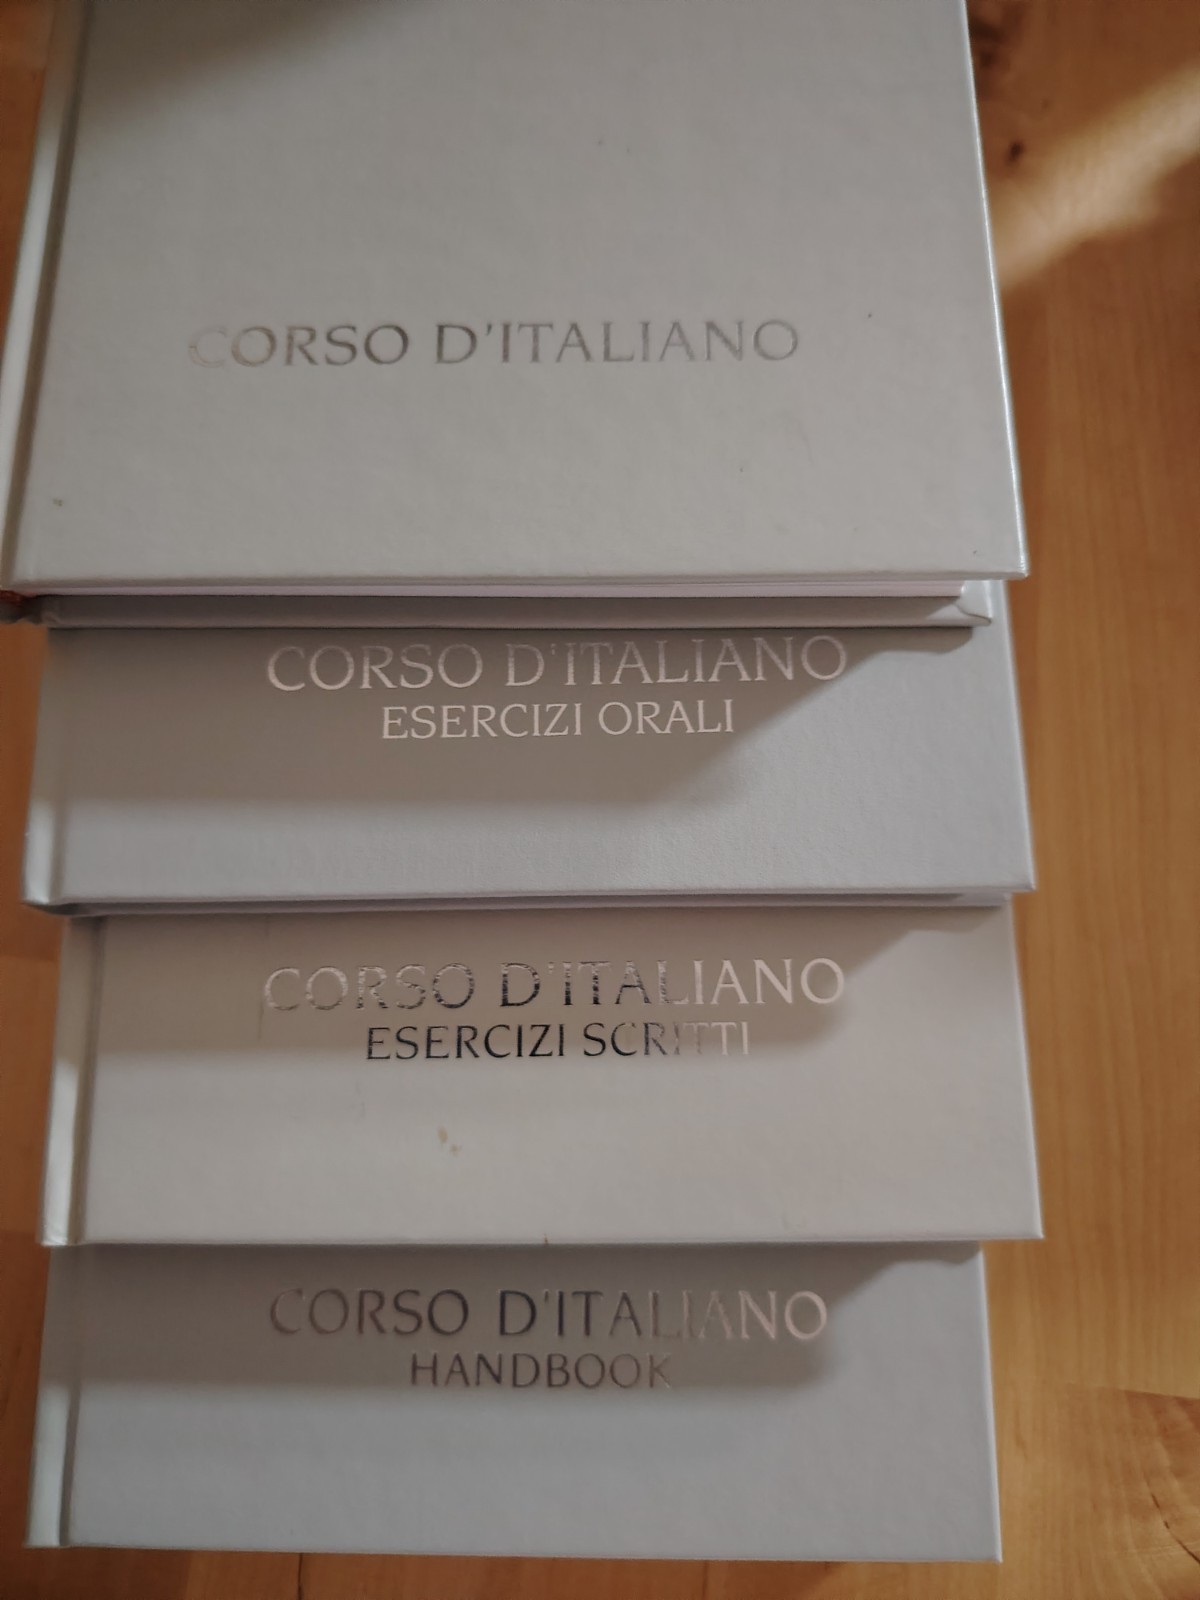 CORSO D'ITALIANO
CORSO D'ITALIANO
ESERCIZI ORALI
CORSO D'ITALIANO
ESERCIZI SCRITTI
CORSO D'ITALIANO
HANDBOOK